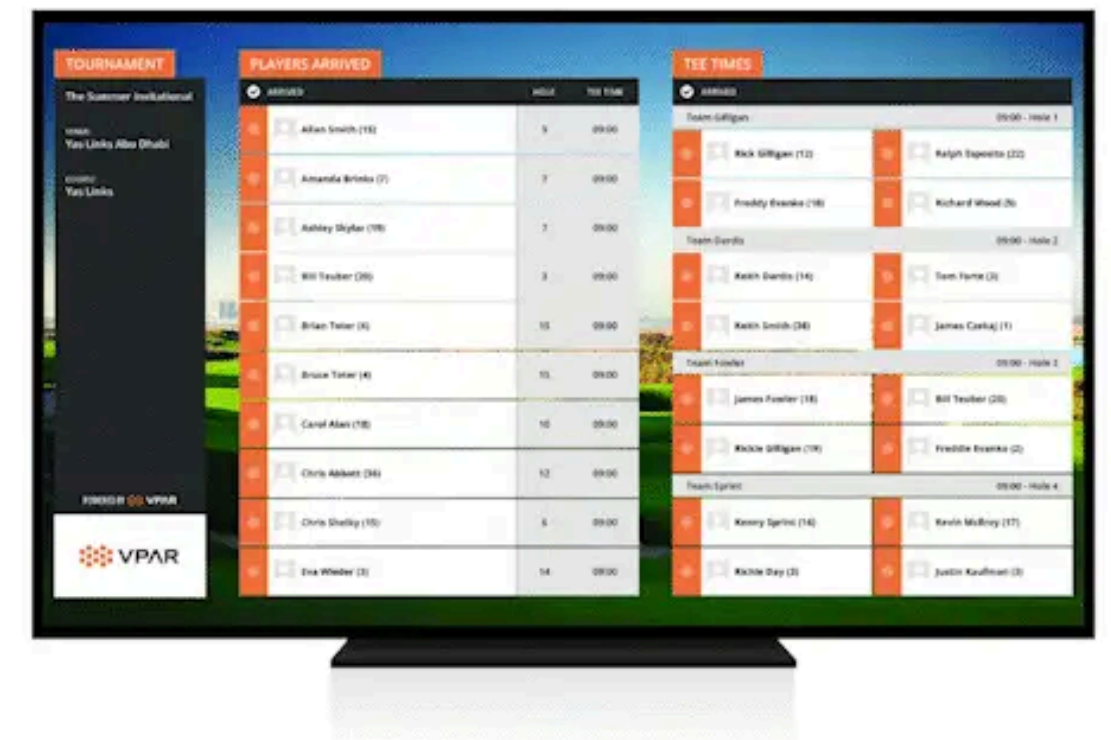 TOURNAMENT
The Summer Invitational
VENUE
Yas Links Abu Dhabi
COURSE
Yas Links
POWERED BY VPAR
VPAR
PLAYERS ARRIVED
ARRIVED HOLE TEE TIME
Allan Smith (15) 5 09:00
Amanda Brinks (7) 7 09:00
Ashley Skylar (19) 7 09:00
Bill Teuber (20) 3 09:00
Brian Toter (4) 15 09:00
Bruce Toter (4) 15 09:00
Carol Alan (18) 10 09:00
Chris Abbott (36) 12 09:00
Chris Shelby (15) 6 09:00
Eva Wieder (3) 14 09:00
TEE TIMES
ARRIVED
Team Gilligan 09:00 - Hole 1
Rick Gilligan (12) Ralph Esposito (22)
Freddy Evanko (18) Richard Wood (5)
Team Dardis 09:00 - Hole 2
Keith Dardis (14) Tom Forte (3)
Keith Smith (36) James Czekaj (1)
Team Fowler 09:00 - Hole
James Fowler (18) Bill Teuber (20)
Rickie Gilligan (19) Freddie Evanko (2)
Team Sprint 09:00 - Hole 4
Kenny Sprint (16) Kevin McIlroy (17)
Richie Day (3) Justin Kaufman (3)